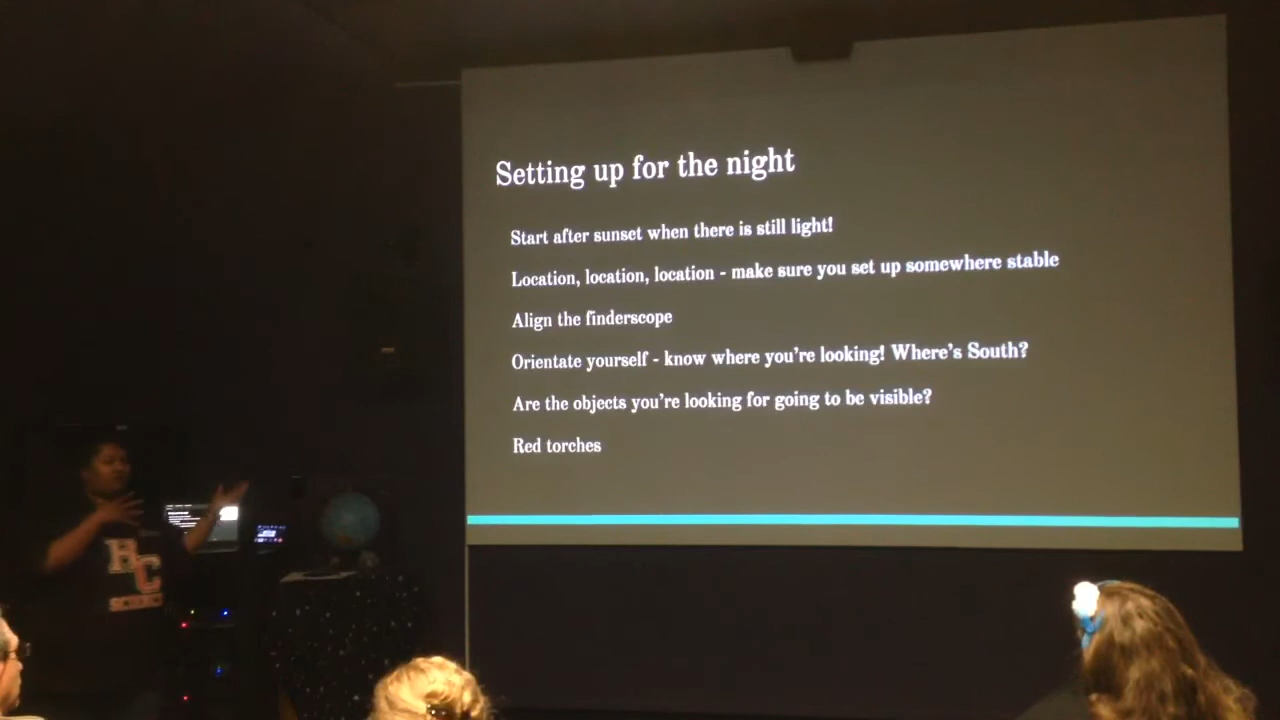 Setting up for the night
Start after sunset when there is still light!
Location, location, location - make sure you set up somewhere stable
Align the finderscope
Orientate yourself - know where you're looking! Where's South?
Are the objects you're looking for going to be visible?
Red torches